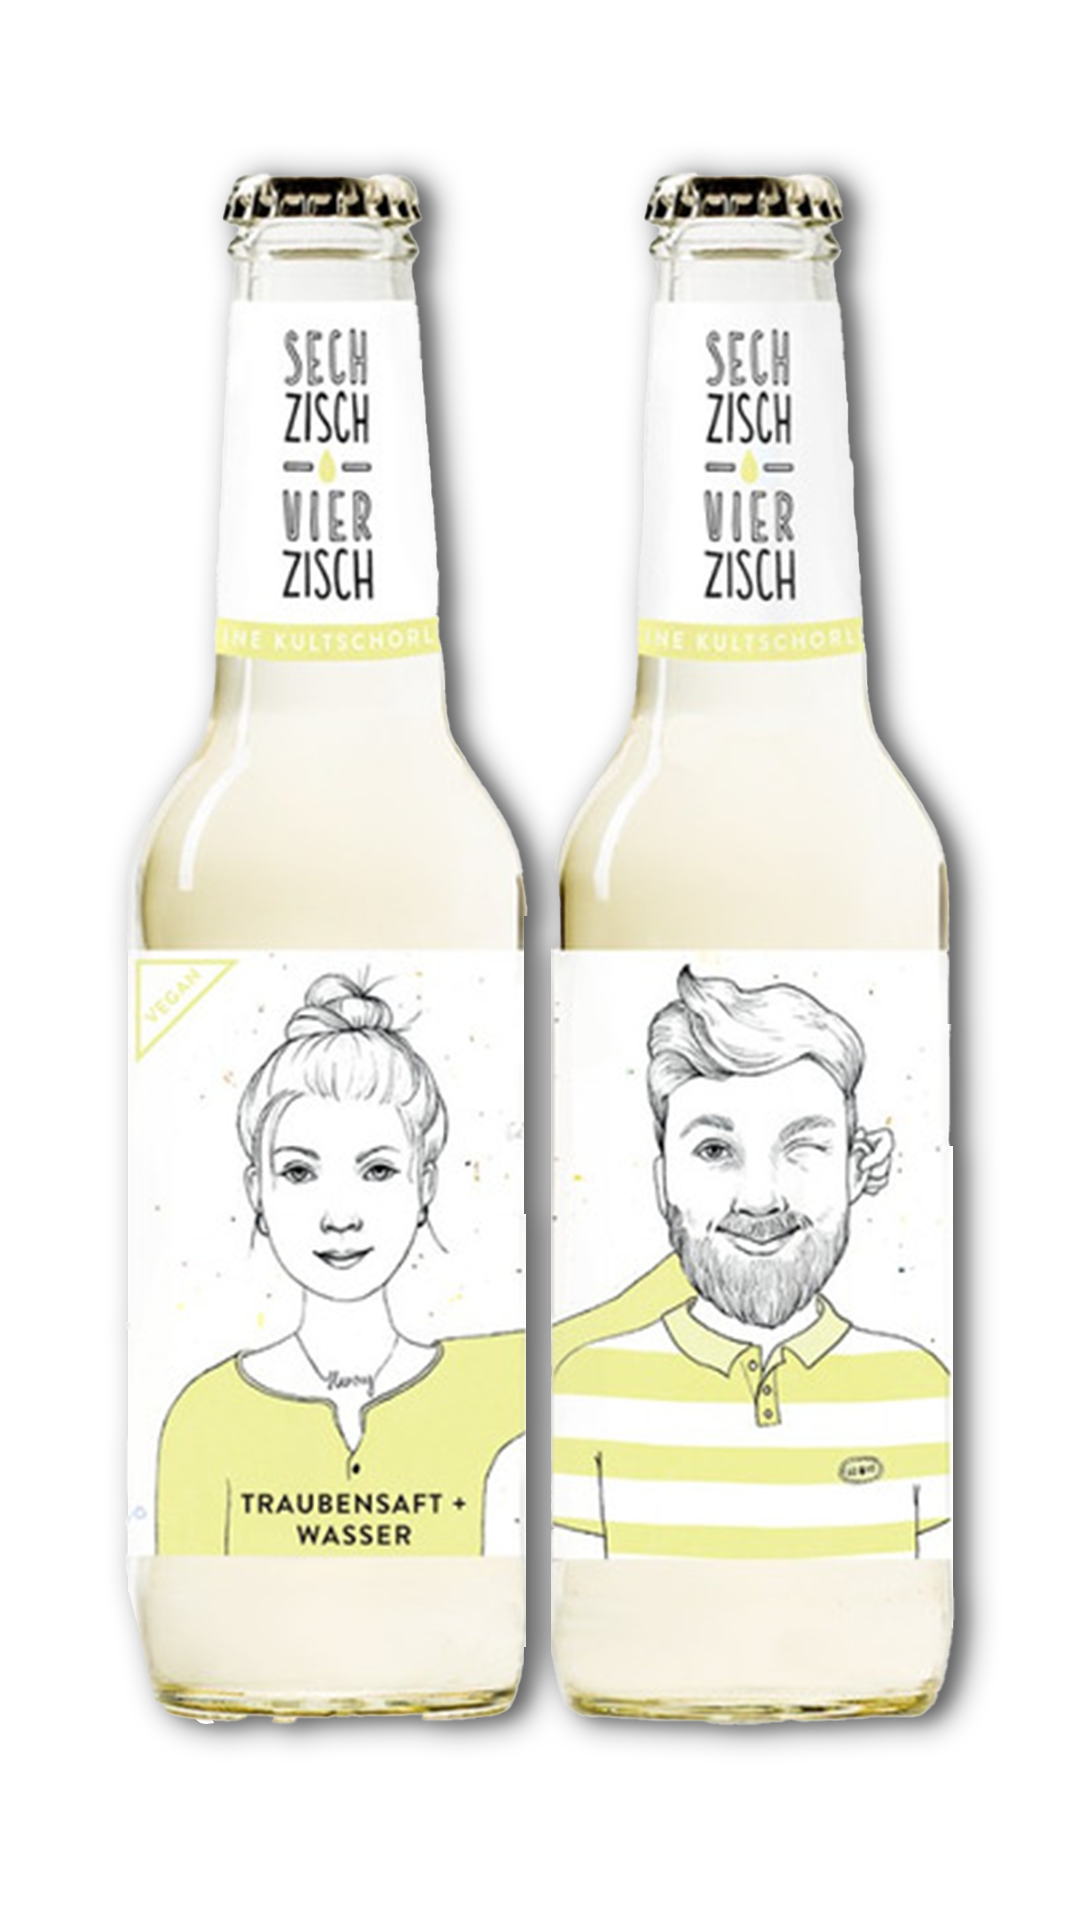 SECH
ZISCH
VIER
ZISCH
INE KULTSCHORL
VEGAN
TRAUBENSAFT +
WASSER
SECH
ZISCH
VIER
ZISCH
INE KULTSCHORL